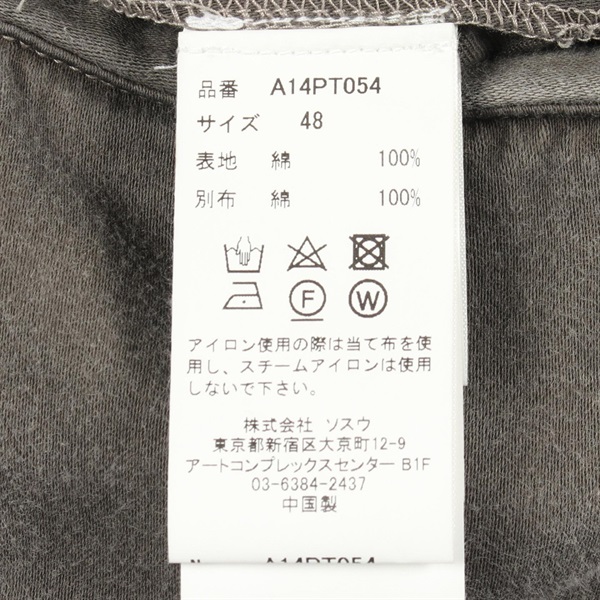 品番 A14PT054
サイズ 48
表地 綿 100%
別布 綿 100%
F W
アイロン使用の際は当て布を使
用し、スチームアイロンは使用
しないで下さい。
株式会社 ソスウ
東京都新宿区大京町12-9
アートコンプレックスセンター B1F
03-6384-2437
中国製
A14PT054